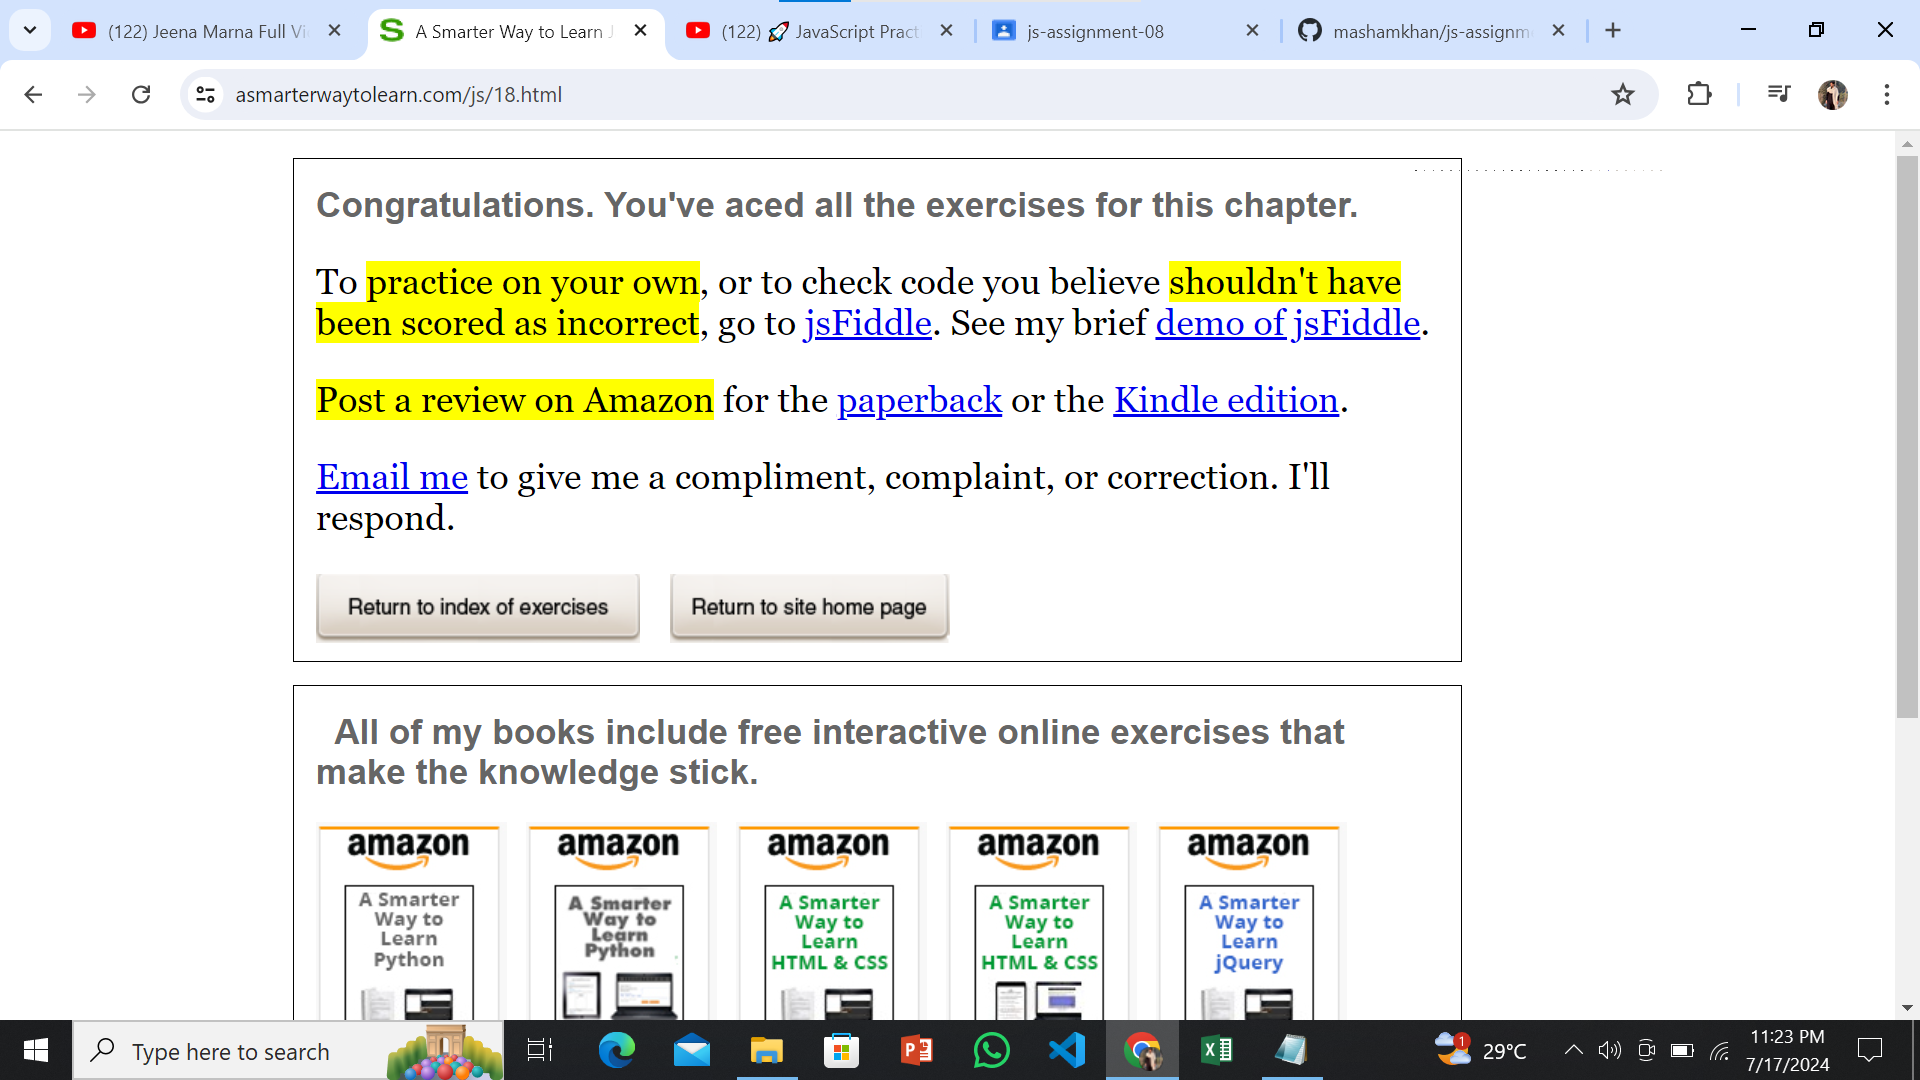 (122) Jeena Marna Full Vi
A Smarter Way to Learn J
(122) 🚀 JavaScript Pract
js-assignment-08
mashamkhan/js-assignm
asmarterwaytolearn.com/js/18.html
Congratulations. You've aced all the exercises for this chapter.
To practice on your own, or to check code you believe shouldn't have
been scored as incorrect, go to jsFiddle. See my brief demo of jsFiddle.
Post a review on Amazon for the paperback or the Kindle edition.
Email me to give me a compliment, complaint, or correction. I'll
respond.
Return to index of exercises
Return to site home page
All of my books include free interactive online exercises that
make the knowledge stick.
amazon
A Smarter
Way to
Learn
Python
amazon
A Smarter
Way to
Learn
Python
amazon
A Smarter
Way to
Learn
HTML & CSS
amazon
A Smarter
Way to
Learn
HTML & CSS
amazon
A Smarter
Way to
Learn
jQuery
Type here to search
1
29°C
11:23 PM
7/17/2024